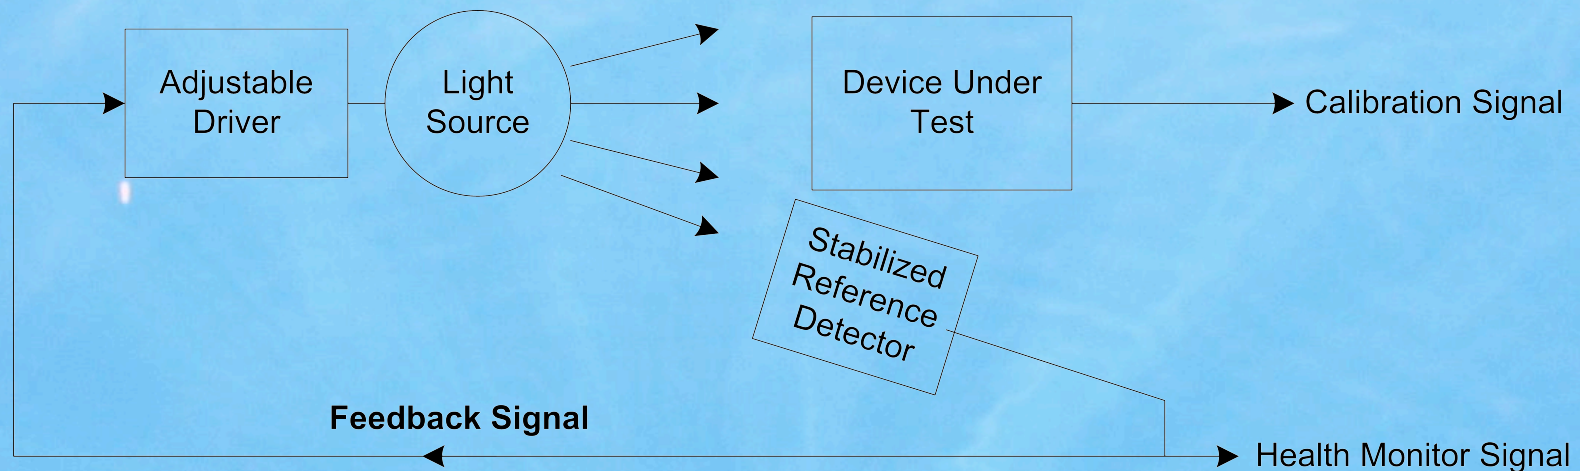 Adjustable
Driver
Light
Source
Device Under
Test
Calibration Signal
Stabilized
Reference
Detector
Feedback Signal
Health Monitor Signal